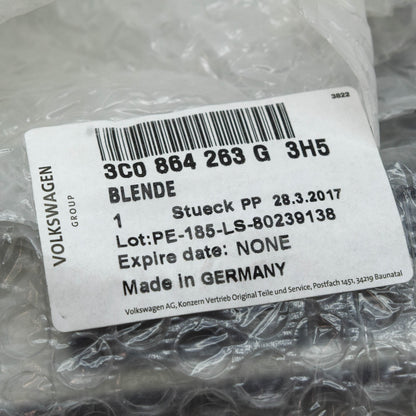 3822
VOLKSWAGEN
GROUP
3C0 864 263 G 3H5
BLENDE
1 Stueck PP 28.3.2017
Lot:PE-185-LS-80239138
Expire date: NONE
Made in GERMANY
Volkswagen AG, Konzern Vertrieb Original Teile und Service, Postfach 1451, 34219 Baunatal